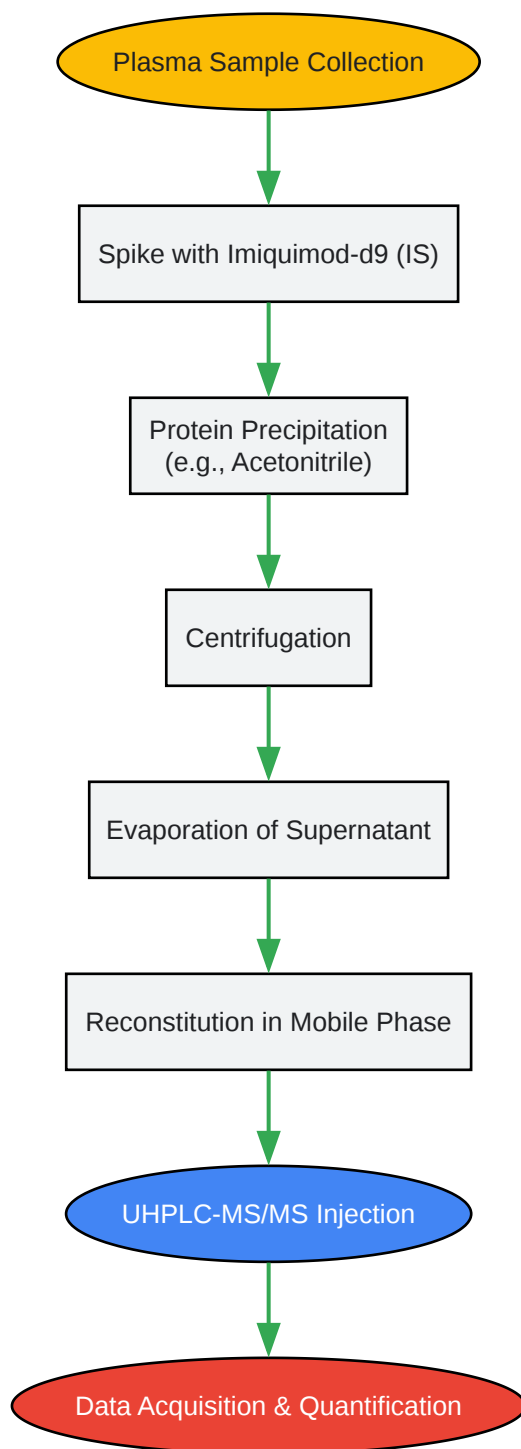 Plasma Sample Collection
Spike with Imiquimod-d9 (IS)
Protein Precipitation
(e.g., Acetonitrile)
Centrifugation
Evaporation of Supernatant
Reconstitution in Mobile Phase
UHPLC-MS/MS Injection
Data Acquisition & Quantification